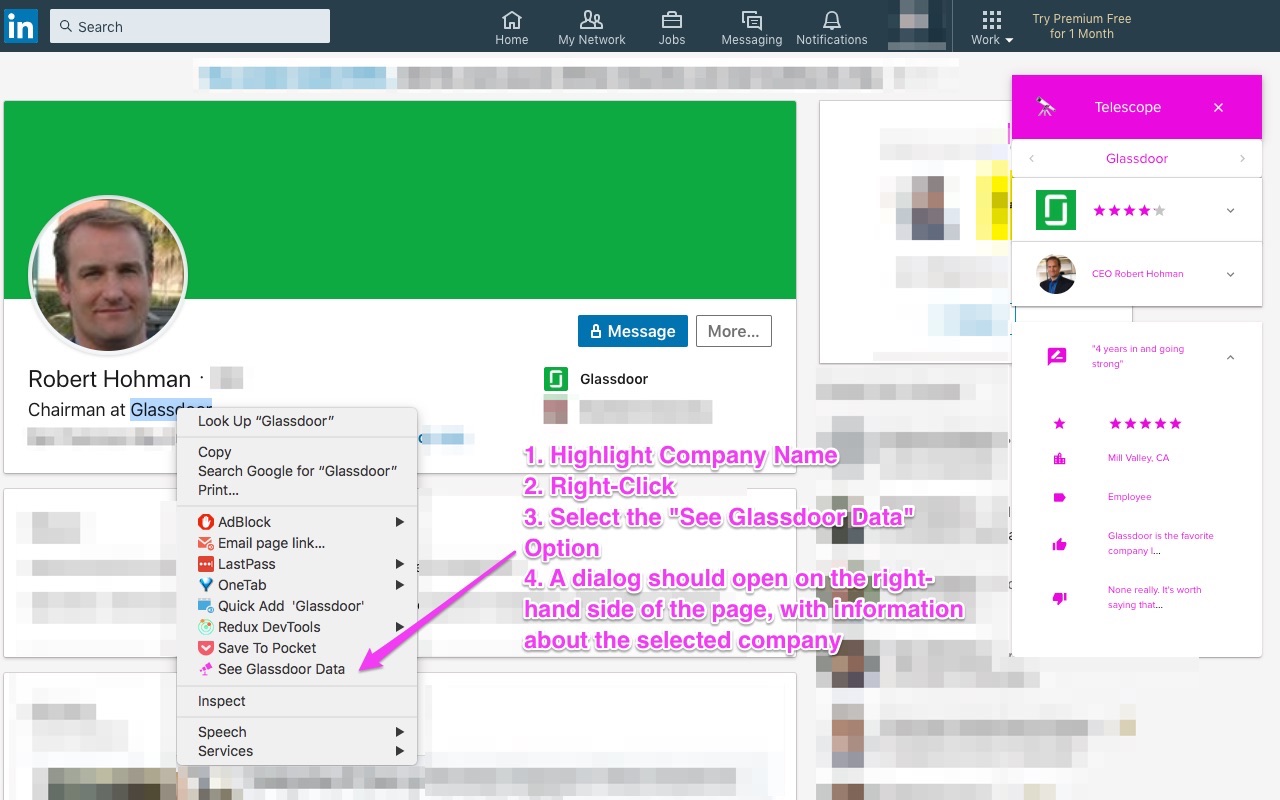 in
Search
Home
My Network
Jobs
Messaging
Notifications
Work
Try Premium Free
for 1 Month
Telescope
Glassdoor
CEO Robert Hohman
"4 years in and going
strong"
Mill Valley, CA
Employee
Glassdoor is the favorite
company I...
None really. It's worth
saying that...
Message
More...
Robert Hohman ·
Chairman at Glassdoor
Glassdoor
Look Up “Glassdoor”
Copy
Search Google for “Glassdoor”
Print...
AdBlock
Email page link...
LastPass
OneTab
Quick Add 'Glassdoor'
Redux DevTools
Save To Pocket
See Glassdoor Data
Inspect
Speech
Services
1. Highlight Company Name
2. Right-Click
3. Select the "See Glassdoor Data"
Option
4. A dialog should open on the right-
hand side of the page, with information
about the selected company